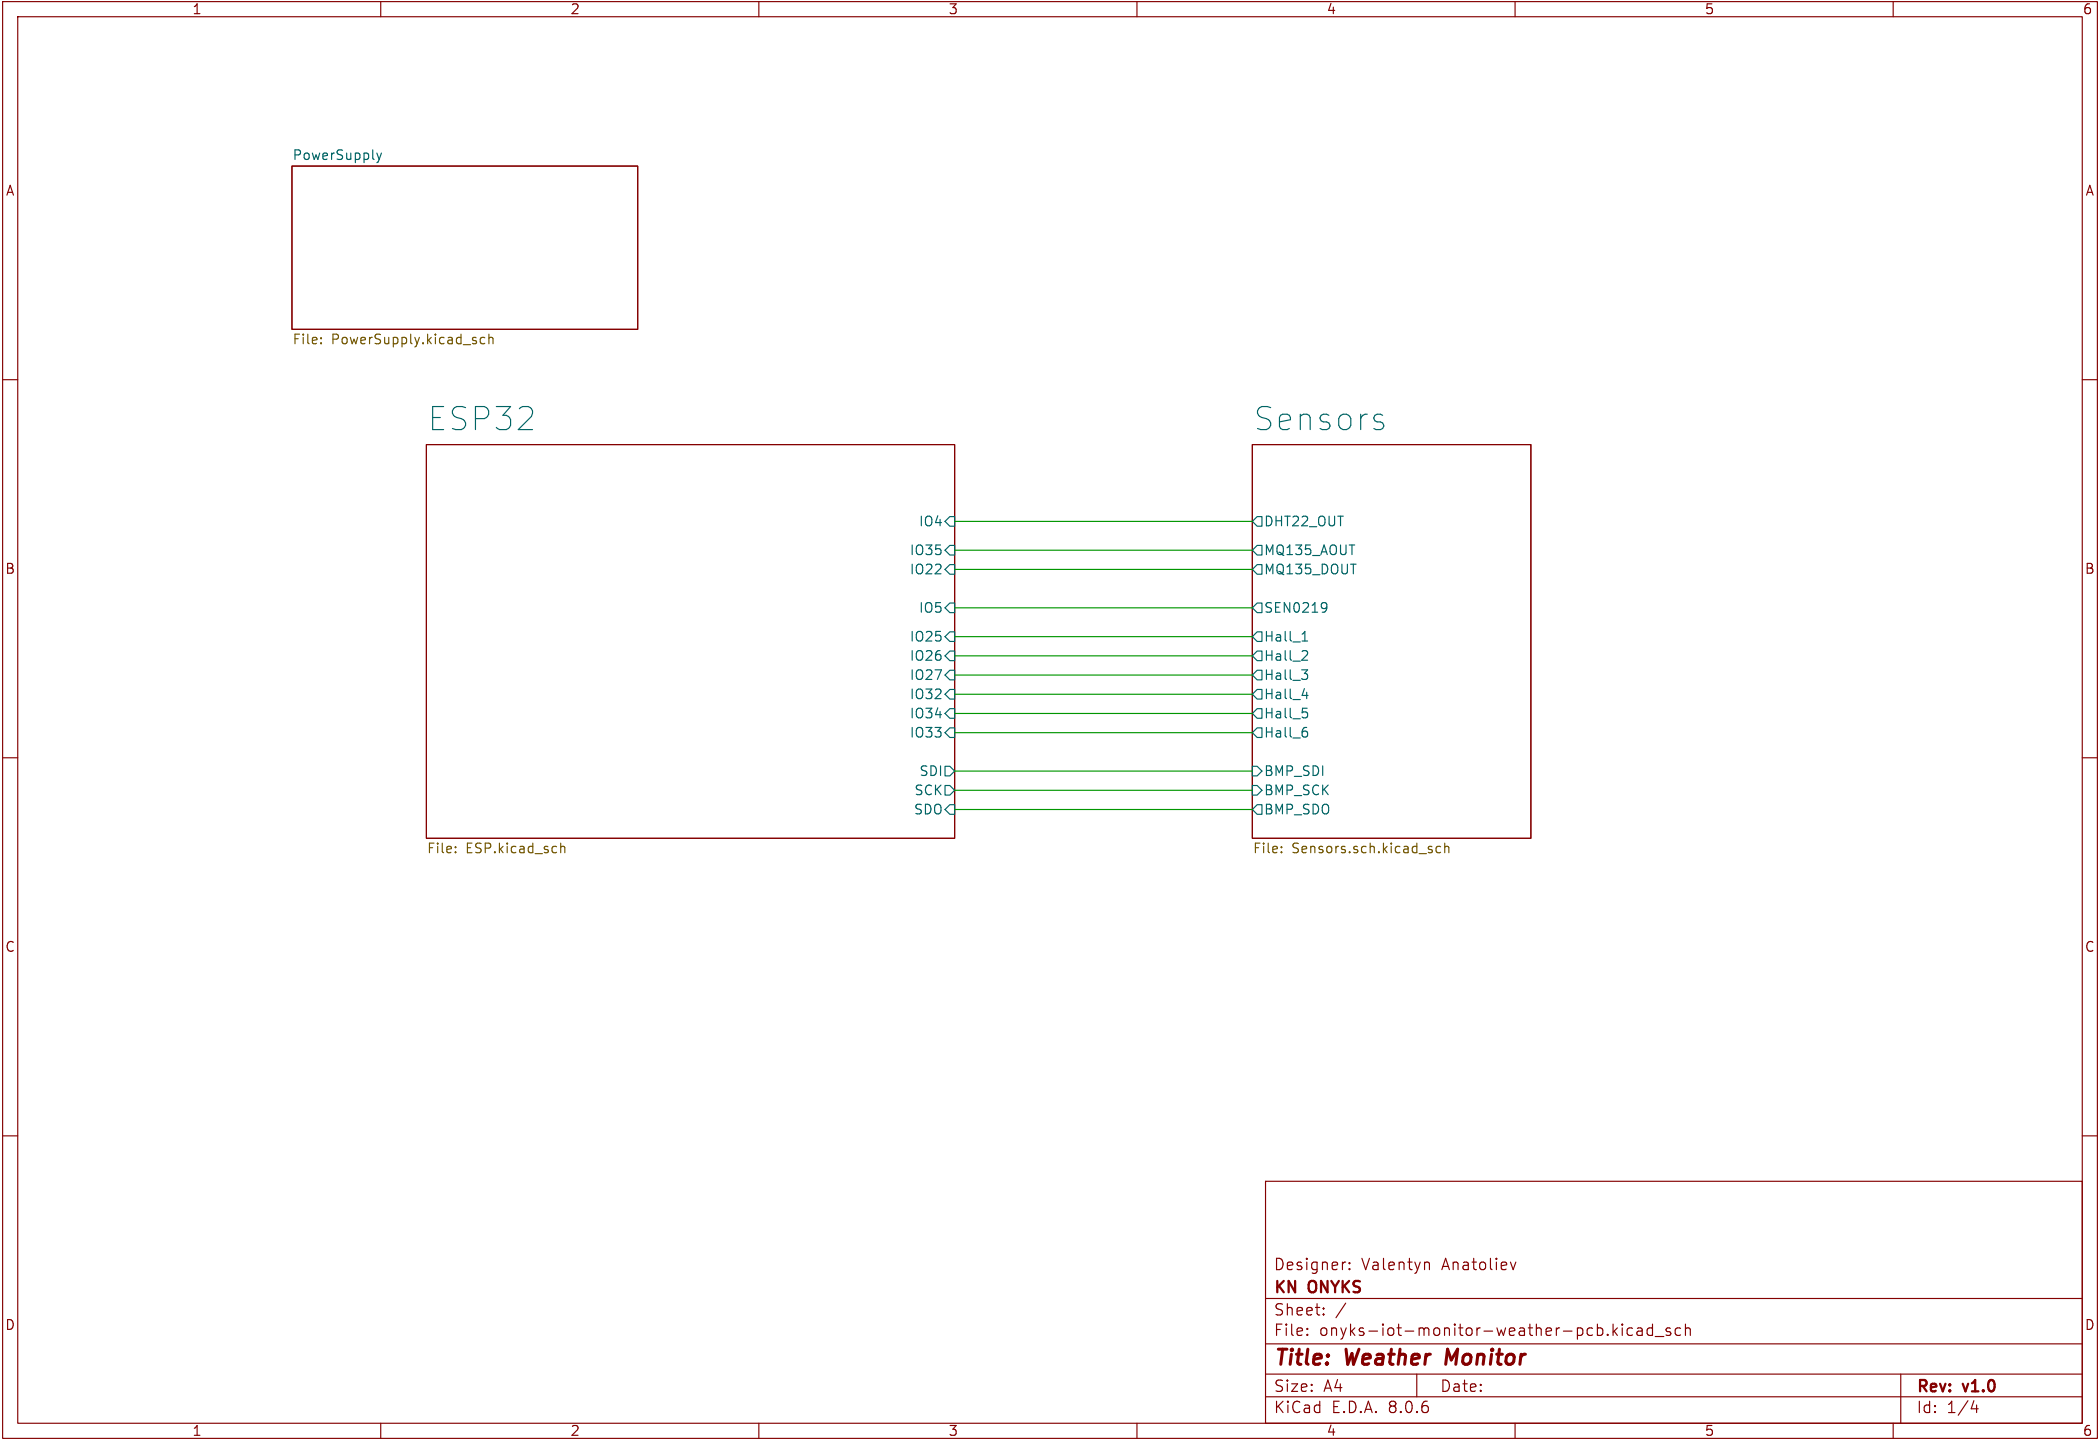 1 2 3 4 5 6
PowerSupply
A A
File: PowerSupply.kicad_sch
ESP32 Sensors
IO4 DHT22_OUT
IO35 MQ135_AOUT
IO22 MQ135_DOUT
B B
IO5 SEN0219
IO25 Hall_1
IO26 Hall_2
IO27 Hall_3
IO32 Hall_4
IO34 Hall_5
IO33 Hall_6
SDI BMP_SDI
SCK BMP_SCK
SDO BMP_SDO
File: ESP.kicad_sch File: Sensors.sch.kicad_sch
C C
Designer: Valentyn Anatoliev
KN ONYKS
Sheet: /
D D
File: onyks-iot-monitor-weather-pcb.kicad_sch
Title: Weather Monitor
Size: A4 Date: Rev: v1.0
KiCad E.D.A. 8.0.6 Id: 1/4
1 2 3 4 5 6